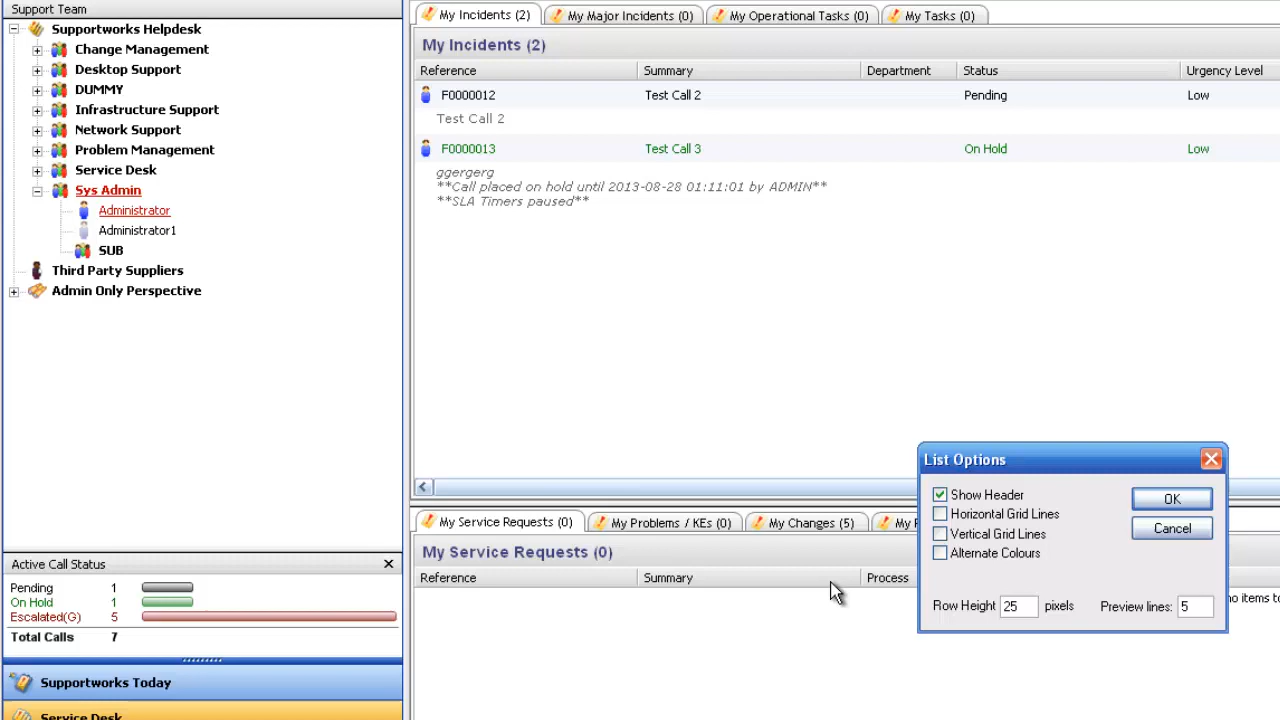 Support Team
Supportworks Helpdesk
Change Management
Desktop Support
DUMMY
Infrastructure Support
Network Support
Problem Management
Service Desk
Sys Admin
Administrator
Administrator1
SUB
Third Party Suppliers
Admin Only Perspective
Active Call Status
Pending 1
On Hold 1
Escalated(G) 5
Total Calls 7
Supportworks Today
Service Desk
My Incidents (2) My Major Incidents (0) My Operational Tasks (0) My Tasks (0)
My Incidents (2)
Reference Summary Department Status Urgency Level
F0000012 Test Call 2 Pending Low
Test Call 2
F0000013 Test Call 3 On Hold Low
ggergerg
**Call placed on hold until 2013-08-28 01:11:01 by ADMIN**
**SLA Timers paused**
My Service Requests (0) My Problems / KEs (0) My Changes (5) My
My Service Requests (0)
Reference Summary Process
no items to
List Options
Show Header
Horizontal Grid Lines
Vertical Grid Lines
Alternate Colours
OK
Cancel
Row Height 25 pixels Preview lines: 5